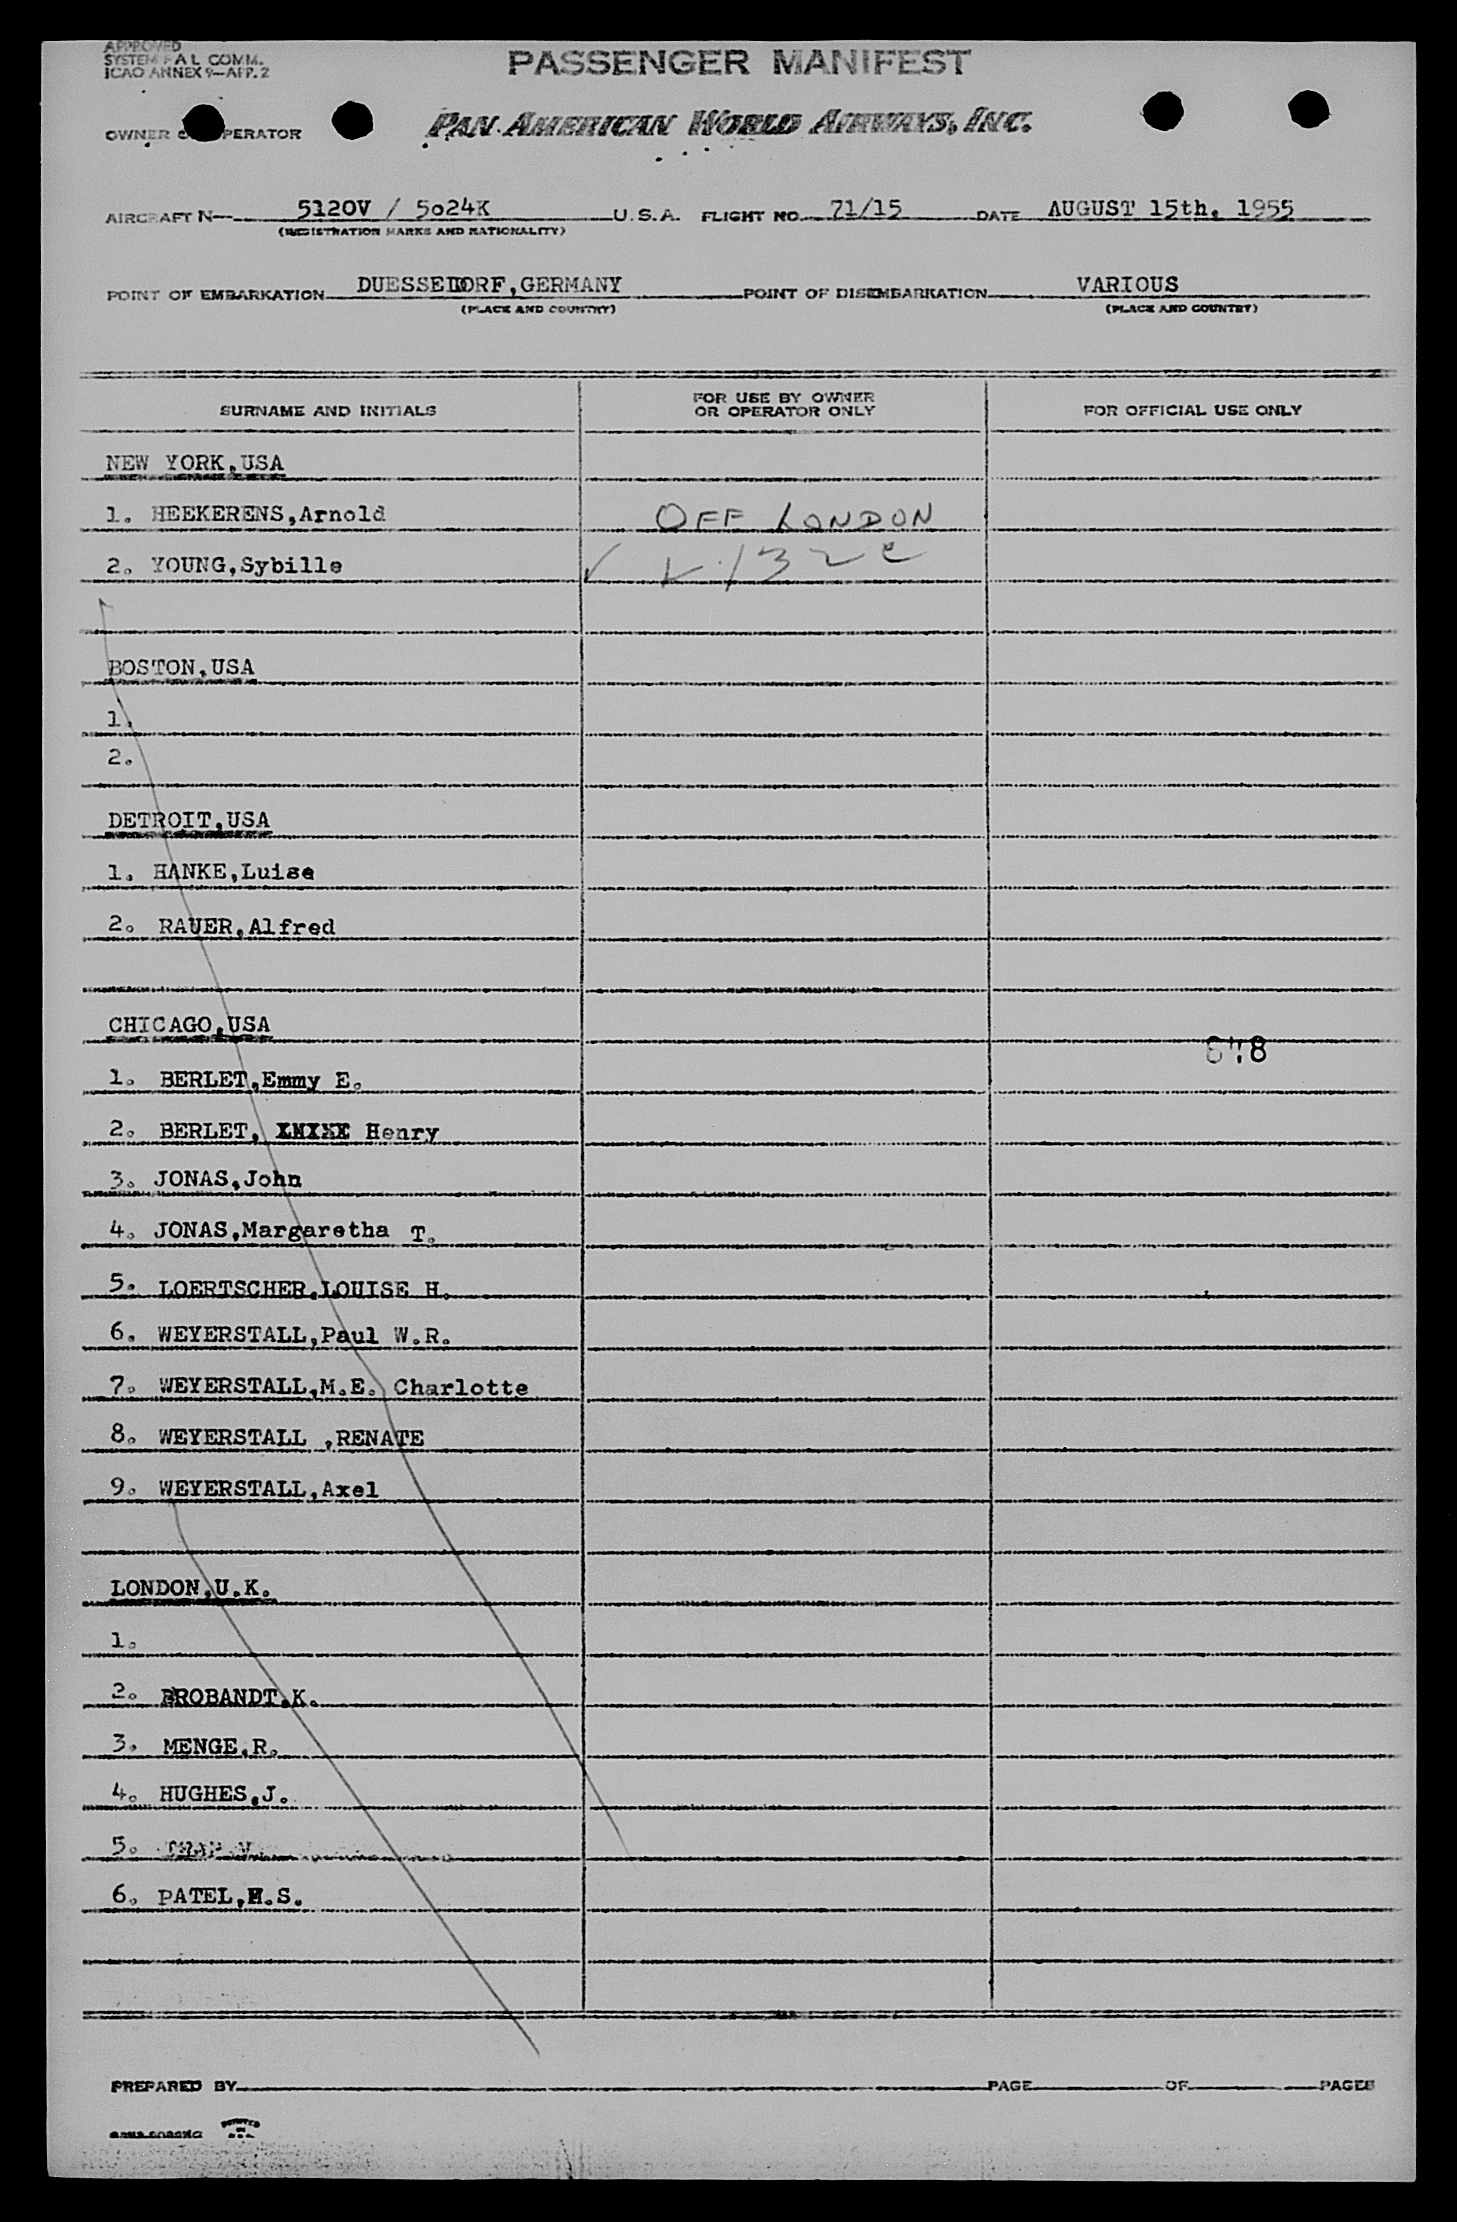 APPROVED
SYSTEM F A L COMM.
ICAO ANNEX 9—APP. 2
PASSENGER MANIFEST
OWNER OR OPERATOR
PAN AMERICAN WORLD AIRWAYS, INC.
AIRCRAFT N— 5120V / 5o24K U.S.A. FLIGHT NO. 71/15 DATE AUGUST 15th, 1955
(REGISTRATION MARKS AND NATIONALITY)
POINT OF EMBARKATION DUESSELDORF,GERMANY POINT OF DISEMBARKATION VARIOUS
(PLACE AND COUNTRY) (PLACE AND COUNTRY)
SURNAME AND INITIALS FOR USE BY OWNER OR OPERATOR ONLY FOR OFFICIAL USE ONLY
NEW YORK,USA
1. HEEKERENS,Arnold OFF LONDON
2. YOUNG,Sybille
BOSTON,USA
1.
2.
DETROIT,USA
1. HANKE,Luise
2. RAUER,Alfred
CHICAGO,USA
1. BERLET,Emmy E.
2. BERLET, Henry
3. JONAS,John
4. JONAS,Margaretha T.
5. LOERTSCHER,LOUISE H.
6. WEYERSTALL,Paul W.R.
7. WEYERSTALL,M.E. Charlotte
8. WEYERSTALL ,RENATE
9. WEYERSTALL,Axel
LONDON,U.K.
1.
2. BROBANDT,K.
3. MENGE,R.
4. HUGHES,J.
5.
6. PATEL,H.S.
PREPARED BY PAGE OF PAGES